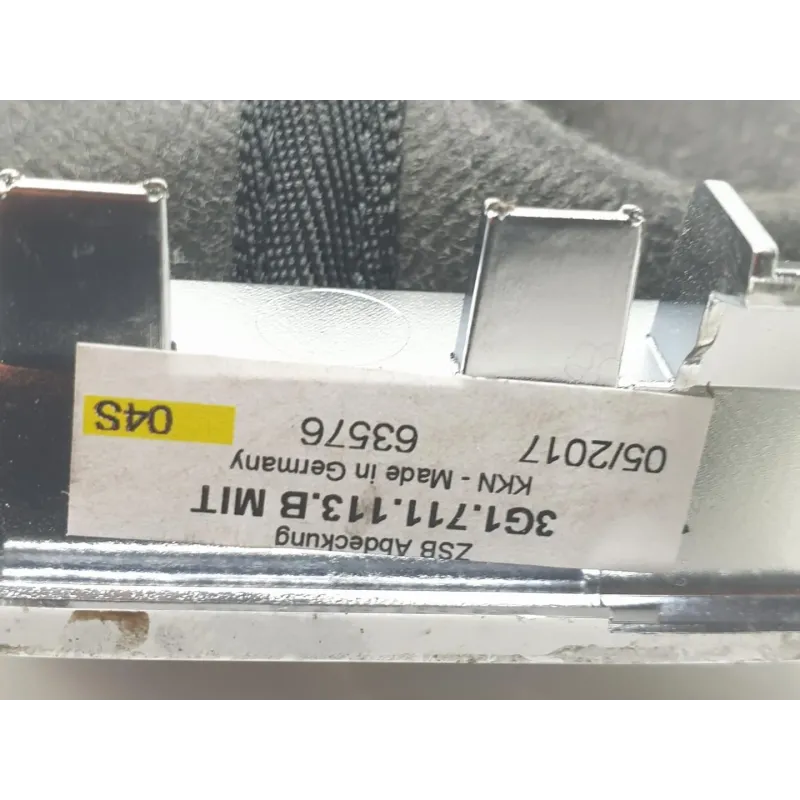 ZSB Abdeckung
3G1.711.113.B MIT
KKN - Made in Germany
05/2017 63576 04S